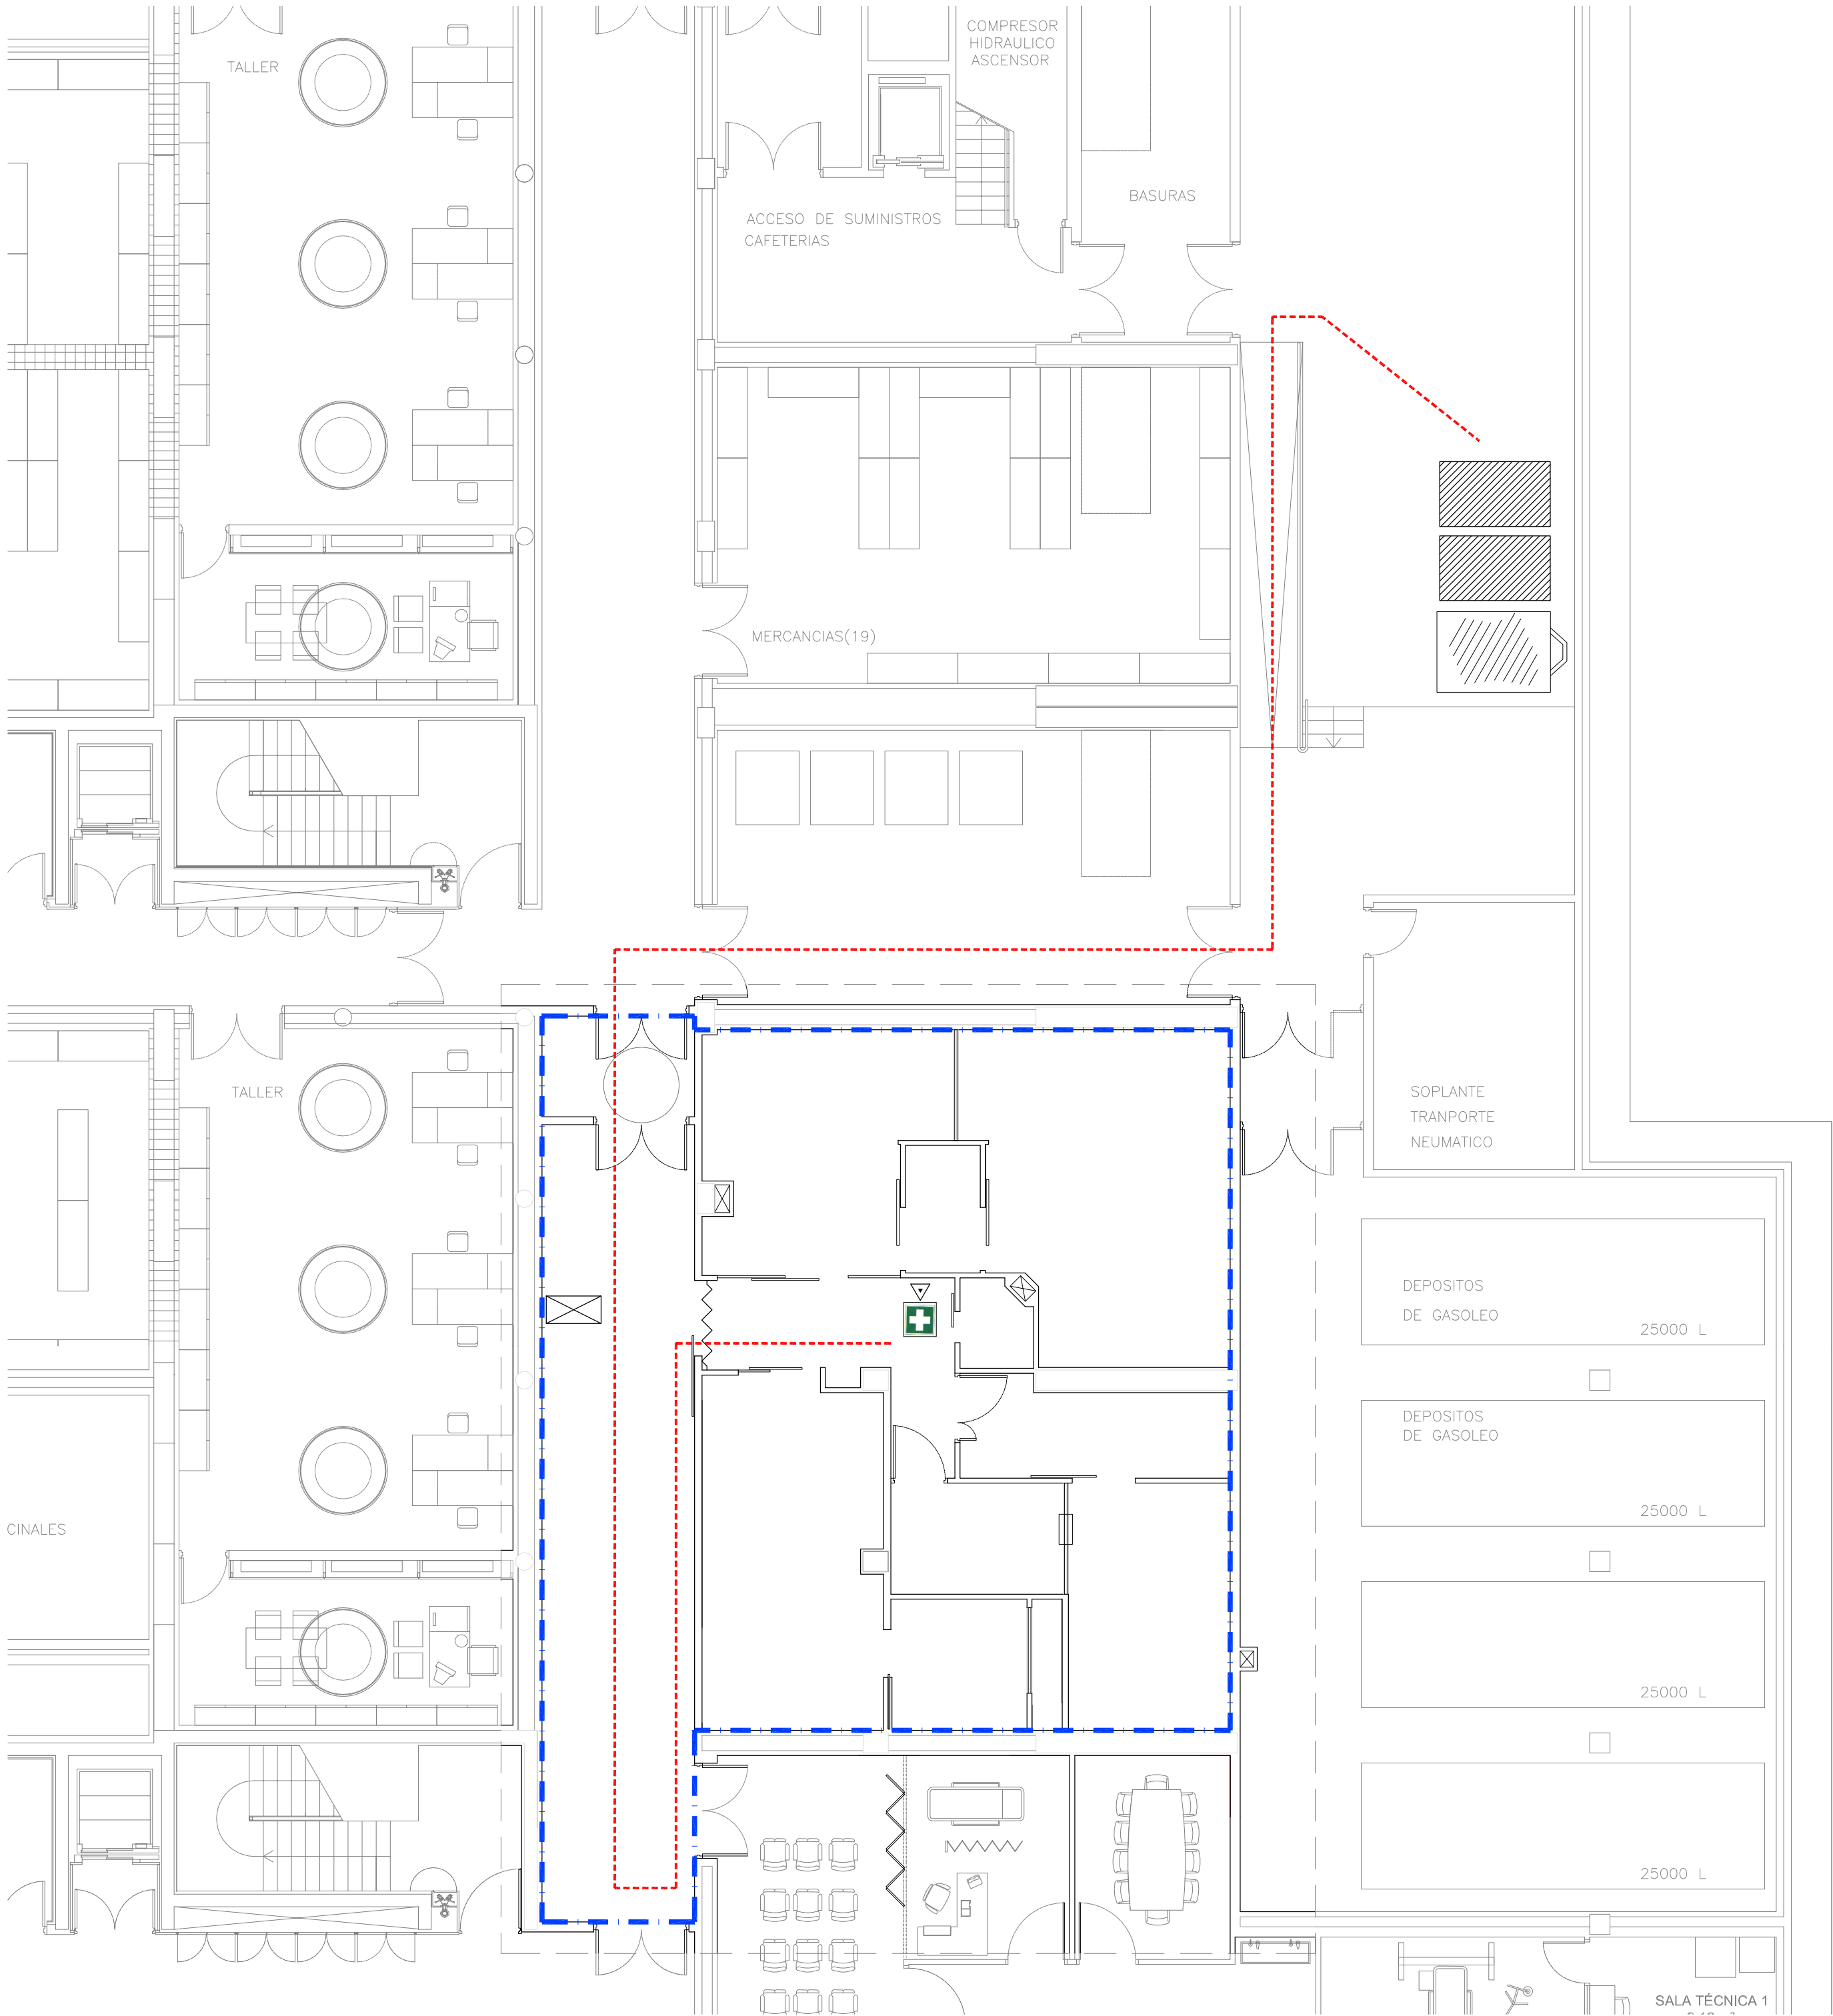 COMPRESOR
HIDRAULICO
ASCENSOR
TALLER
BASURAS
ACCESO DE SUMINISTROS
CAFETERIAS
MERCANCIAS(19)
TALLER
SOPLANTE
TRANPORTE
NEUMATICO
DEPOSITOS
DE GASOLEO
25000 L
DEPOSITOS
DE GASOLEO
25000 L
CINALES
25000 L
25000 L
SALA TÉCNICA 1